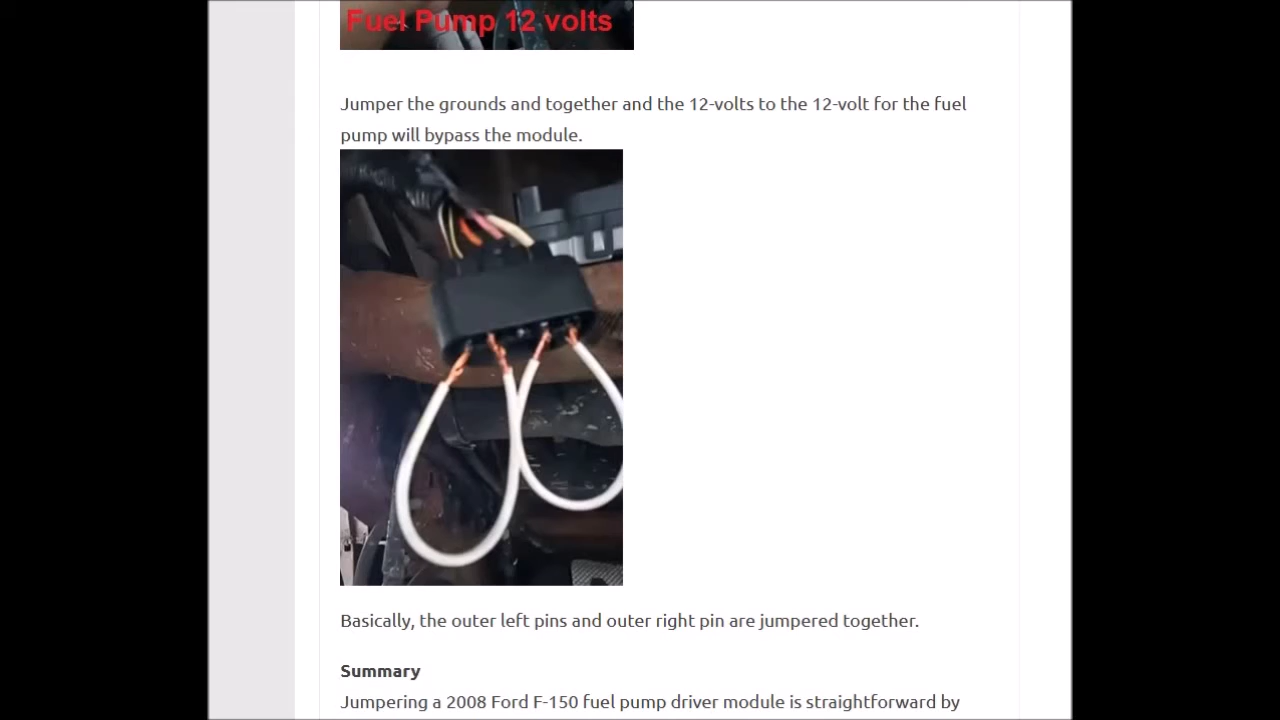 Fuel Pump 12 volts
Jumper the grounds and together and the 12-volts to the 12-volt for the fuel
pump will bypass the module.
Basically, the outer left pins and outer right pin are jumpered together.
Summary
Jumpering a 2008 Ford F-150 fuel pump driver module is straightforward by